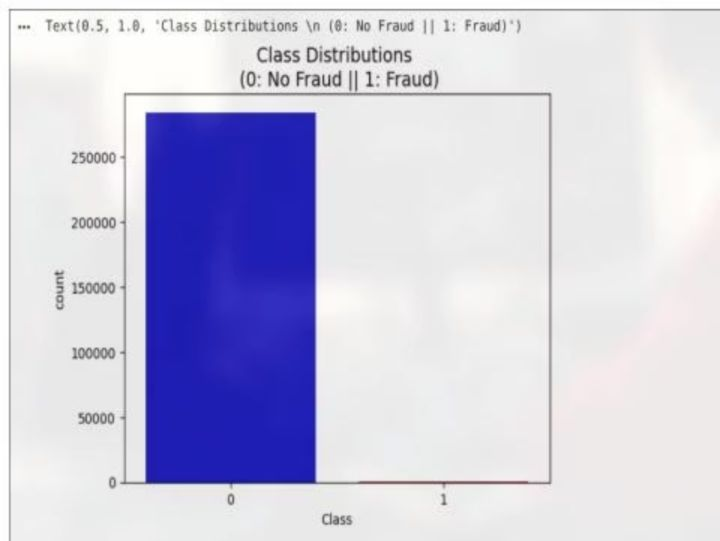 ••• Text(0.5, 1.0, 'Class Distributions \n (0: No Fraud || 1: Fraud)')
Class Distributions
(0: No Fraud || 1: Fraud)
250000
200000
150000
100000
50000
0
count
0 1
Class